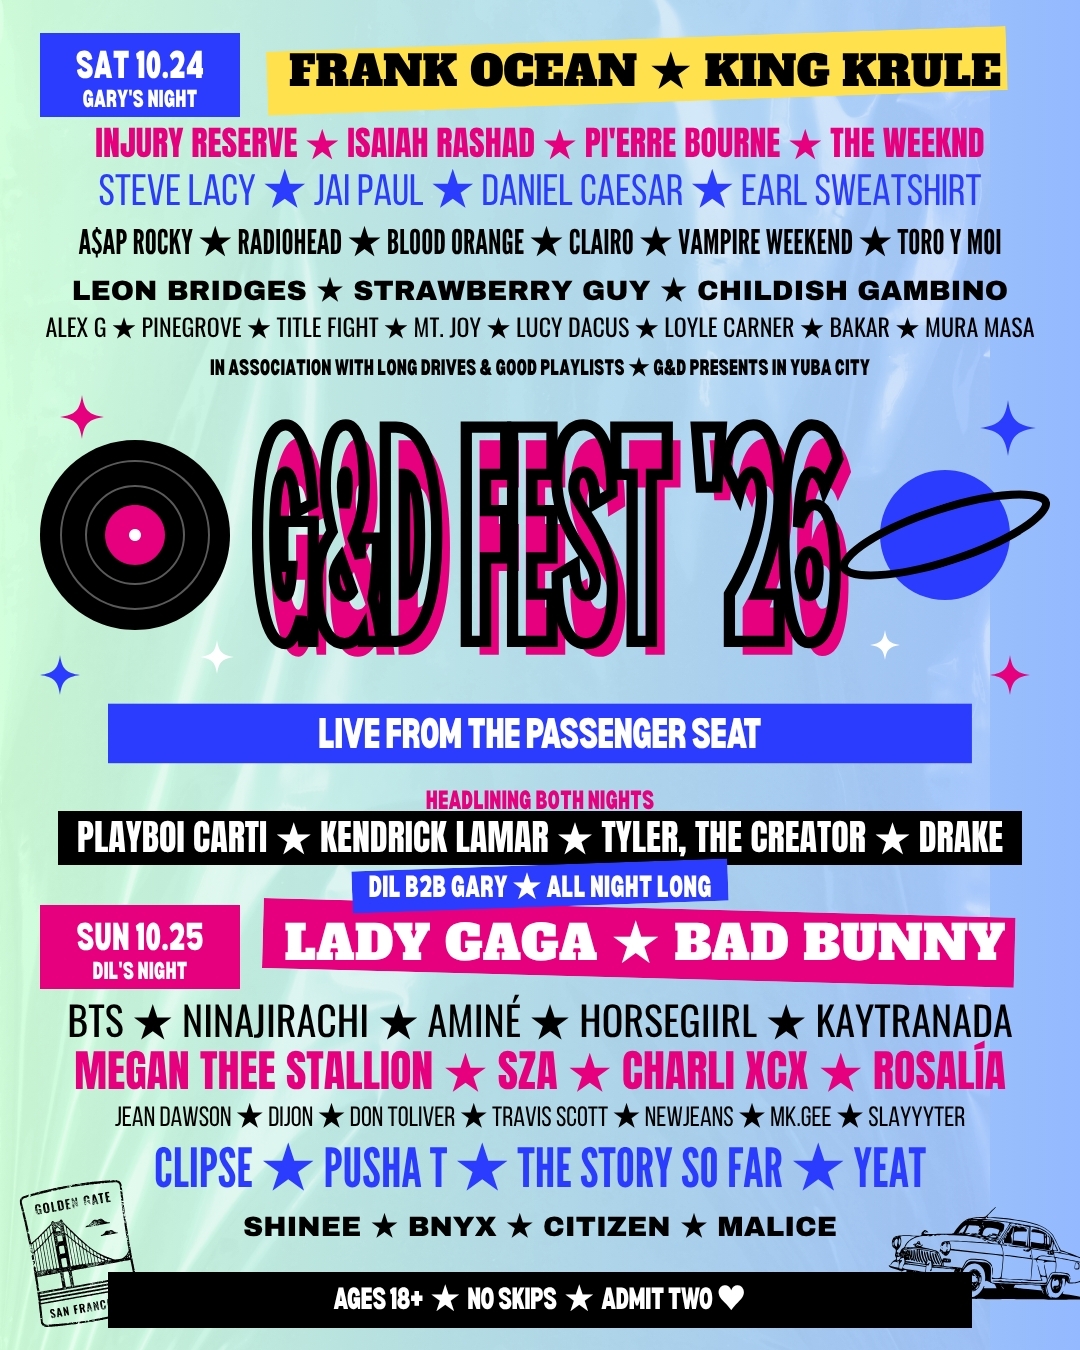 SAT 10.24
GARY'S NIGHT
FRANK OCEAN ★ KING KRULE
INJURY RESERVE ★ ISAIAH RASHAD ★ PI'ERRE BOURNE ★ THE WEEKND
STEVE LACY ★ JAI PAUL ★ DANIEL CAESAR ★ EARL SWEATSHIRT
A$AP ROCKY ★ RADIOHEAD ★ BLOOD ORANGE ★ CLAIRO ★ VAMPIRE WEEKEND ★ TORO Y MOI
LEON BRIDGES ★ STRAWBERRY GUY ★ CHILDISH GAMBINO
ALEX G ★ PINEGROVE ★ TITLE FIGHT ★ MT. JOY ★ LUCY DACUS ★ LOYLE CARNER ★ BAKAR ★ MURA MASA
IN ASSOCIATION WITH LONG DRIVES & GOOD PLAYLISTS ★ G&D PRESENTS IN YUBA CITY
G&D FEST '26
LIVE FROM THE PASSENGER SEAT
HEADLINING BOTH NIGHTS
PLAYBOI CARTI ★ KENDRICK LAMAR ★ TYLER, THE CREATOR ★ DRAKE
DIL B2B GARY ★ ALL NIGHT LONG
SUN 10.25
DIL'S NIGHT
LADY GAGA ★ BAD BUNNY
BTS ★ NINAJIRACHI ★ AMINÉ ★ HORSEGIIRL ★ KAYTRANADA
MEGAN THEE STALLION ★ SZA ★ CHARLI XCX ★ ROSALÍA
JEAN DAWSON ★ DIJON ★ DON TOLIVER ★ TRAVIS SCOTT ★ NEWJEANS ★ MK.GEE ★ SLAYYYTER
CLIPSE ★ PUSHA T ★ THE STORY SO FAR ★ YEAT
SHINEE ★ BNYX ★ CITIZEN ★ MALICE
GOLDEN GATE
SAN FRANC
AGES 18+ ★ NO SKIPS ★ ADMIT TWO ♥